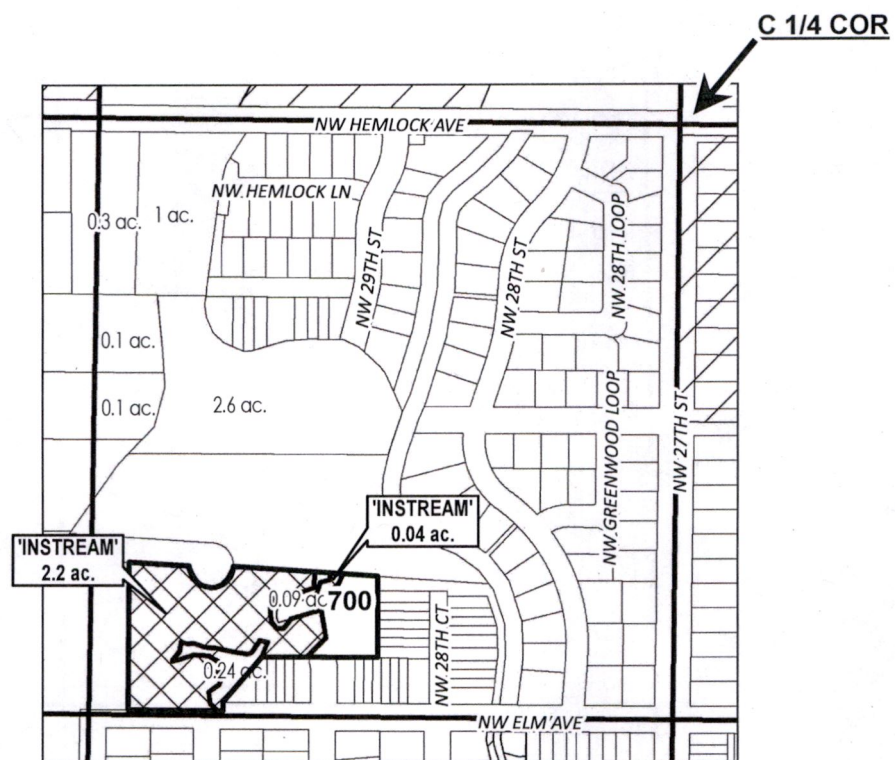 C 1/4 COR
NW HEMLOCK AVE
NW HEMLOCK LN
0.3 ac.
1 ac.
NW 29TH ST
NW 28TH ST
NW 28TH LOOP
0.1 ac.
0.1 ac.
2.6 ac.
NW GREENWOOD LOOP
NW 27TH ST
'INSTREAM'
0.04 ac.
'INSTREAM'
2.2 ac.
0.09 ac
700
0.24 ac.
NW 28TH CT
NW ELM AVE